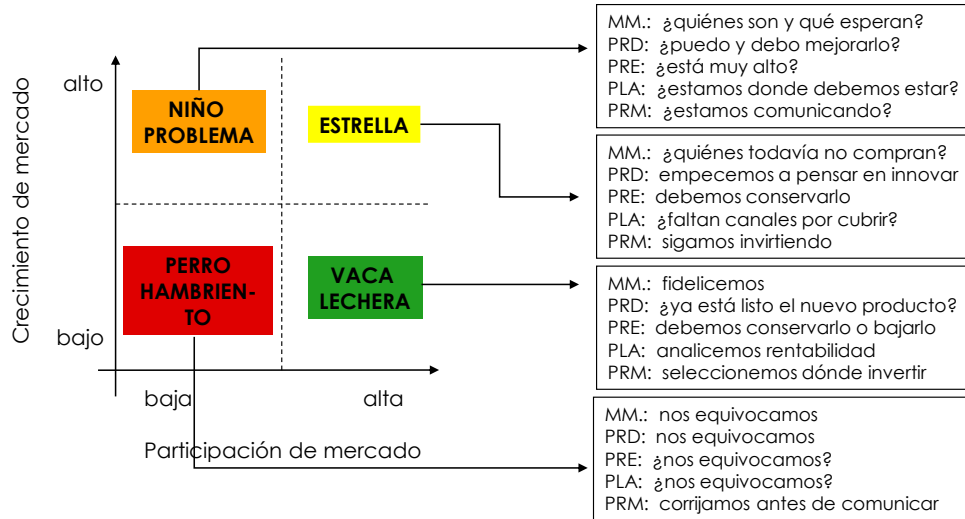 Crecimiento de mercado
alto
bajo
NIÑO
PROBLEMA
ESTRELLA
PERRO
HAMBRIEN-
TO
VACA
LECHERA
baja
alta
Participación de mercado
MM.: ¿quiénes son y qué esperan?
PRD: ¿puedo y debo mejorarlo?
PRE: ¿está muy alto?
PLA: ¿estamos donde debemos estar?
PRM: ¿estamos comunicando?
MM.: ¿quiénes todavía no compran?
PRD: empecemos a pensar en innovar
PRE: debemos conservarlo
PLA: ¿faltan canales por cubrir?
PRM: sigamos invirtiendo
MM.: fidelicemos
PRD: ¿ya está listo el nuevo producto?
PRE: debemos conservarlo o bajarlo
PLA: analicemos rentabilidad
PRM: seleccionemos dónde invertir
MM.: nos equivocamos
PRD: nos equivocamos
PRE: ¿nos equivocamos?
PLA: ¿nos equivocamos?
PRM: corrijamos antes de comunicar